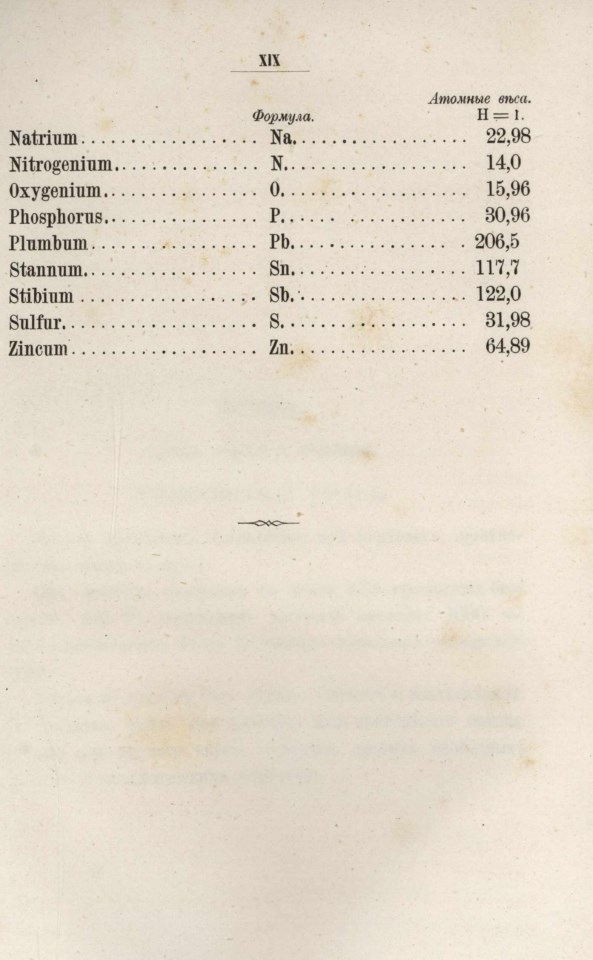 XIX
Атомные вѣса.
Формула. H = 1.
Natrium . . . . . . . . . . . . . . . . . . Na. . . . . . . . . . . . . . . . . . . 22,98
Nitrogenium. . . . . . . . . . . . . . . N. . . . . . . . . . . . . . . . . . . 14,0
Oxygenium. . . . . . . . . . . . . . . . O. . . . . . . . . . . . . . . . . . . 15,96
Phosphorus. . . . . . . . . . . . . . . . P. . . . . . . . . . . . . . . . . . . 30,96
Plumbum . . . . . . . . . . . . . . . . . Pb. . . . . . . . . . . . . . . . . . . 206,5
Stannum. . . . . . . . . . . . . . . . . . Sn. . . . . . . . . . . . . . . . . . . 117,7
Stibium . . . . . . . . . . . . . . . . . . Sb. . . . . . . . . . . . . . . . . . . 122,0
Sulfur. . . . . . . . . . . . . . . . . . . . S. . . . . . . . . . . . . . . . . . . 31,98
Zincum . . . . . . . . . . . . . . . . . . . Zn. . . . . . . . . . . . . . . . . . . 64,89